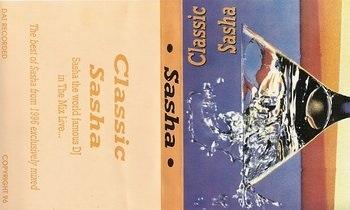 Classic
Sasha
Sasha the world famous DJ
in The Mix Live...
The best of Sasha from 1996 exclusively mixed
DAT RECORDED
COPYRIGHT 96
• Sasha •
Classic
Sasha